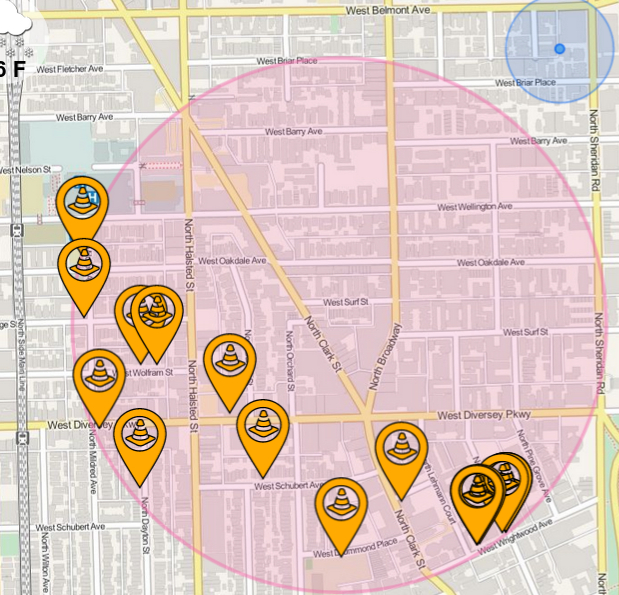 West Belmont Ave
6 F
West Fletcher Ave
West Briar Place
West Briar Place
West Barry Ave
West Barry Ave
West Barry Ave
North Sheridan Rd
West Nelson St
West Wellington Ave
North Halsted St
West Oakdale Ave
West Oakdale Ave
West Surf St
West Surf St
North Side Main Line
North Clark St
North Broadway
North Sheridan Rd
West Wolfram St
North Orchard St
North Halsted St
West Diversey Pkwy
West Diversey Pkwy
North Mildred Ave
North Pine Grove Ave
West Schubert Ave
West Schubert Ave
North Dayton St
North Wilton Ave
North Clark St
West Wrightwood Ave